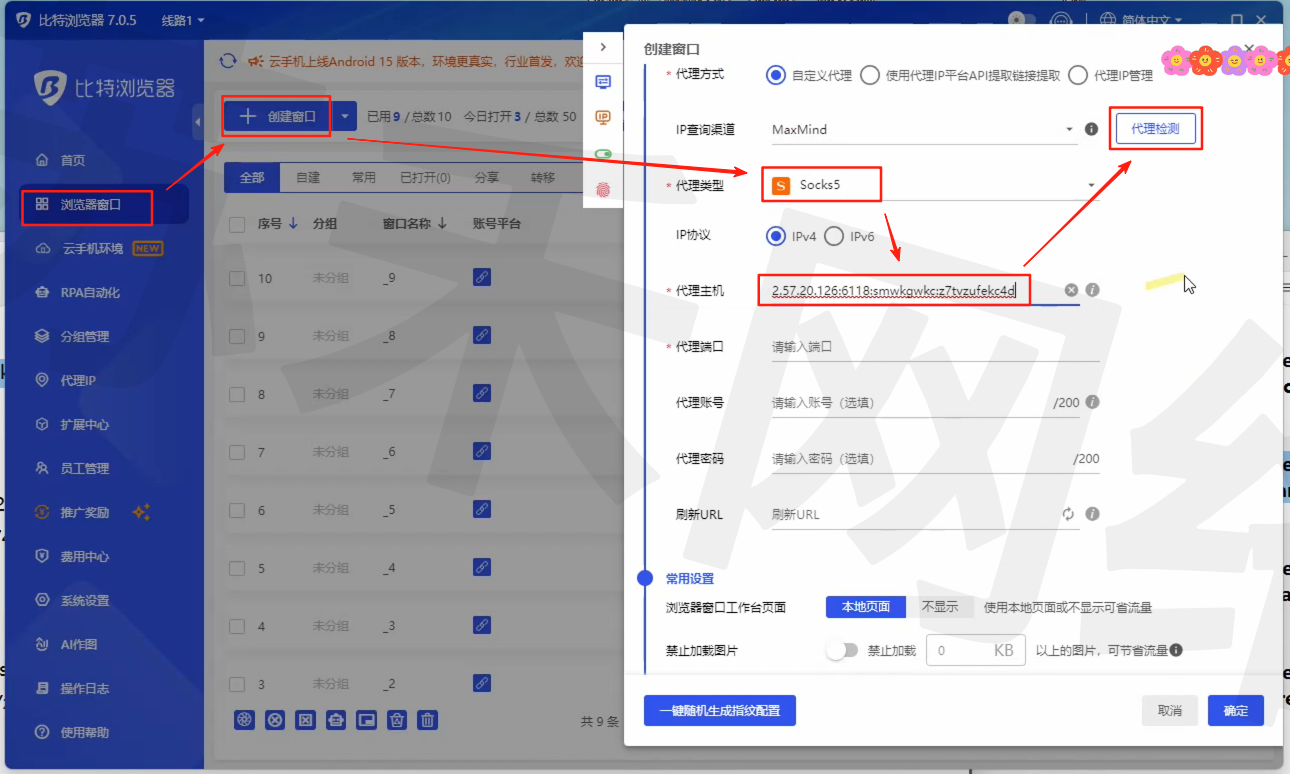 比特浏览器 7.0.5 线路1
简体中文
比特浏览器
首页
浏览器窗口
云手机环境 NEW
RPA自动化
分组管理
代理IP
扩展中心
员工管理
推广奖励
费用中心
系统设置
AI作图
操作日志
使用帮助
云手机上线Android 15 版本，环境更真实，行业首发，欢迎
创建窗口 已用9 / 总数10 今日打开3 / 总数 50
全部 自建 常用 已打开(0) 分享 转移
序号 分组 窗口名称 账号平台
10 未分组 _9
9 未分组 _8
8 未分组 _7
7 未分组 _6
6 未分组 _5
5 未分组 _4
4 未分组 _3
3 未分组 _2
共 9 条
IP
创建窗口
* 代理方式 自定义代理 使用代理IP平台API提取链接提取 代理IP管理
IP查询渠道 MaxMind 代理检测
* 代理类型 S Socks5
IP协议 IPv4 IPv6
* 代理主机 2.57.20.126:6118:smwkgwkc:z7tvzufekc4d
* 代理端口 请输入端口
代理账号 请输入账号（选填） /200
代理密码 请输入密码（选填） /200
刷新URL 刷新URL
常用设置
浏览器窗口工作台页面 本地页面 不显示 使用本地页面或不显示可省流量
禁止加载图片 禁止加载 0 KB 以上的图片，可节省流量
一键随机生成指纹配置 取消 确定